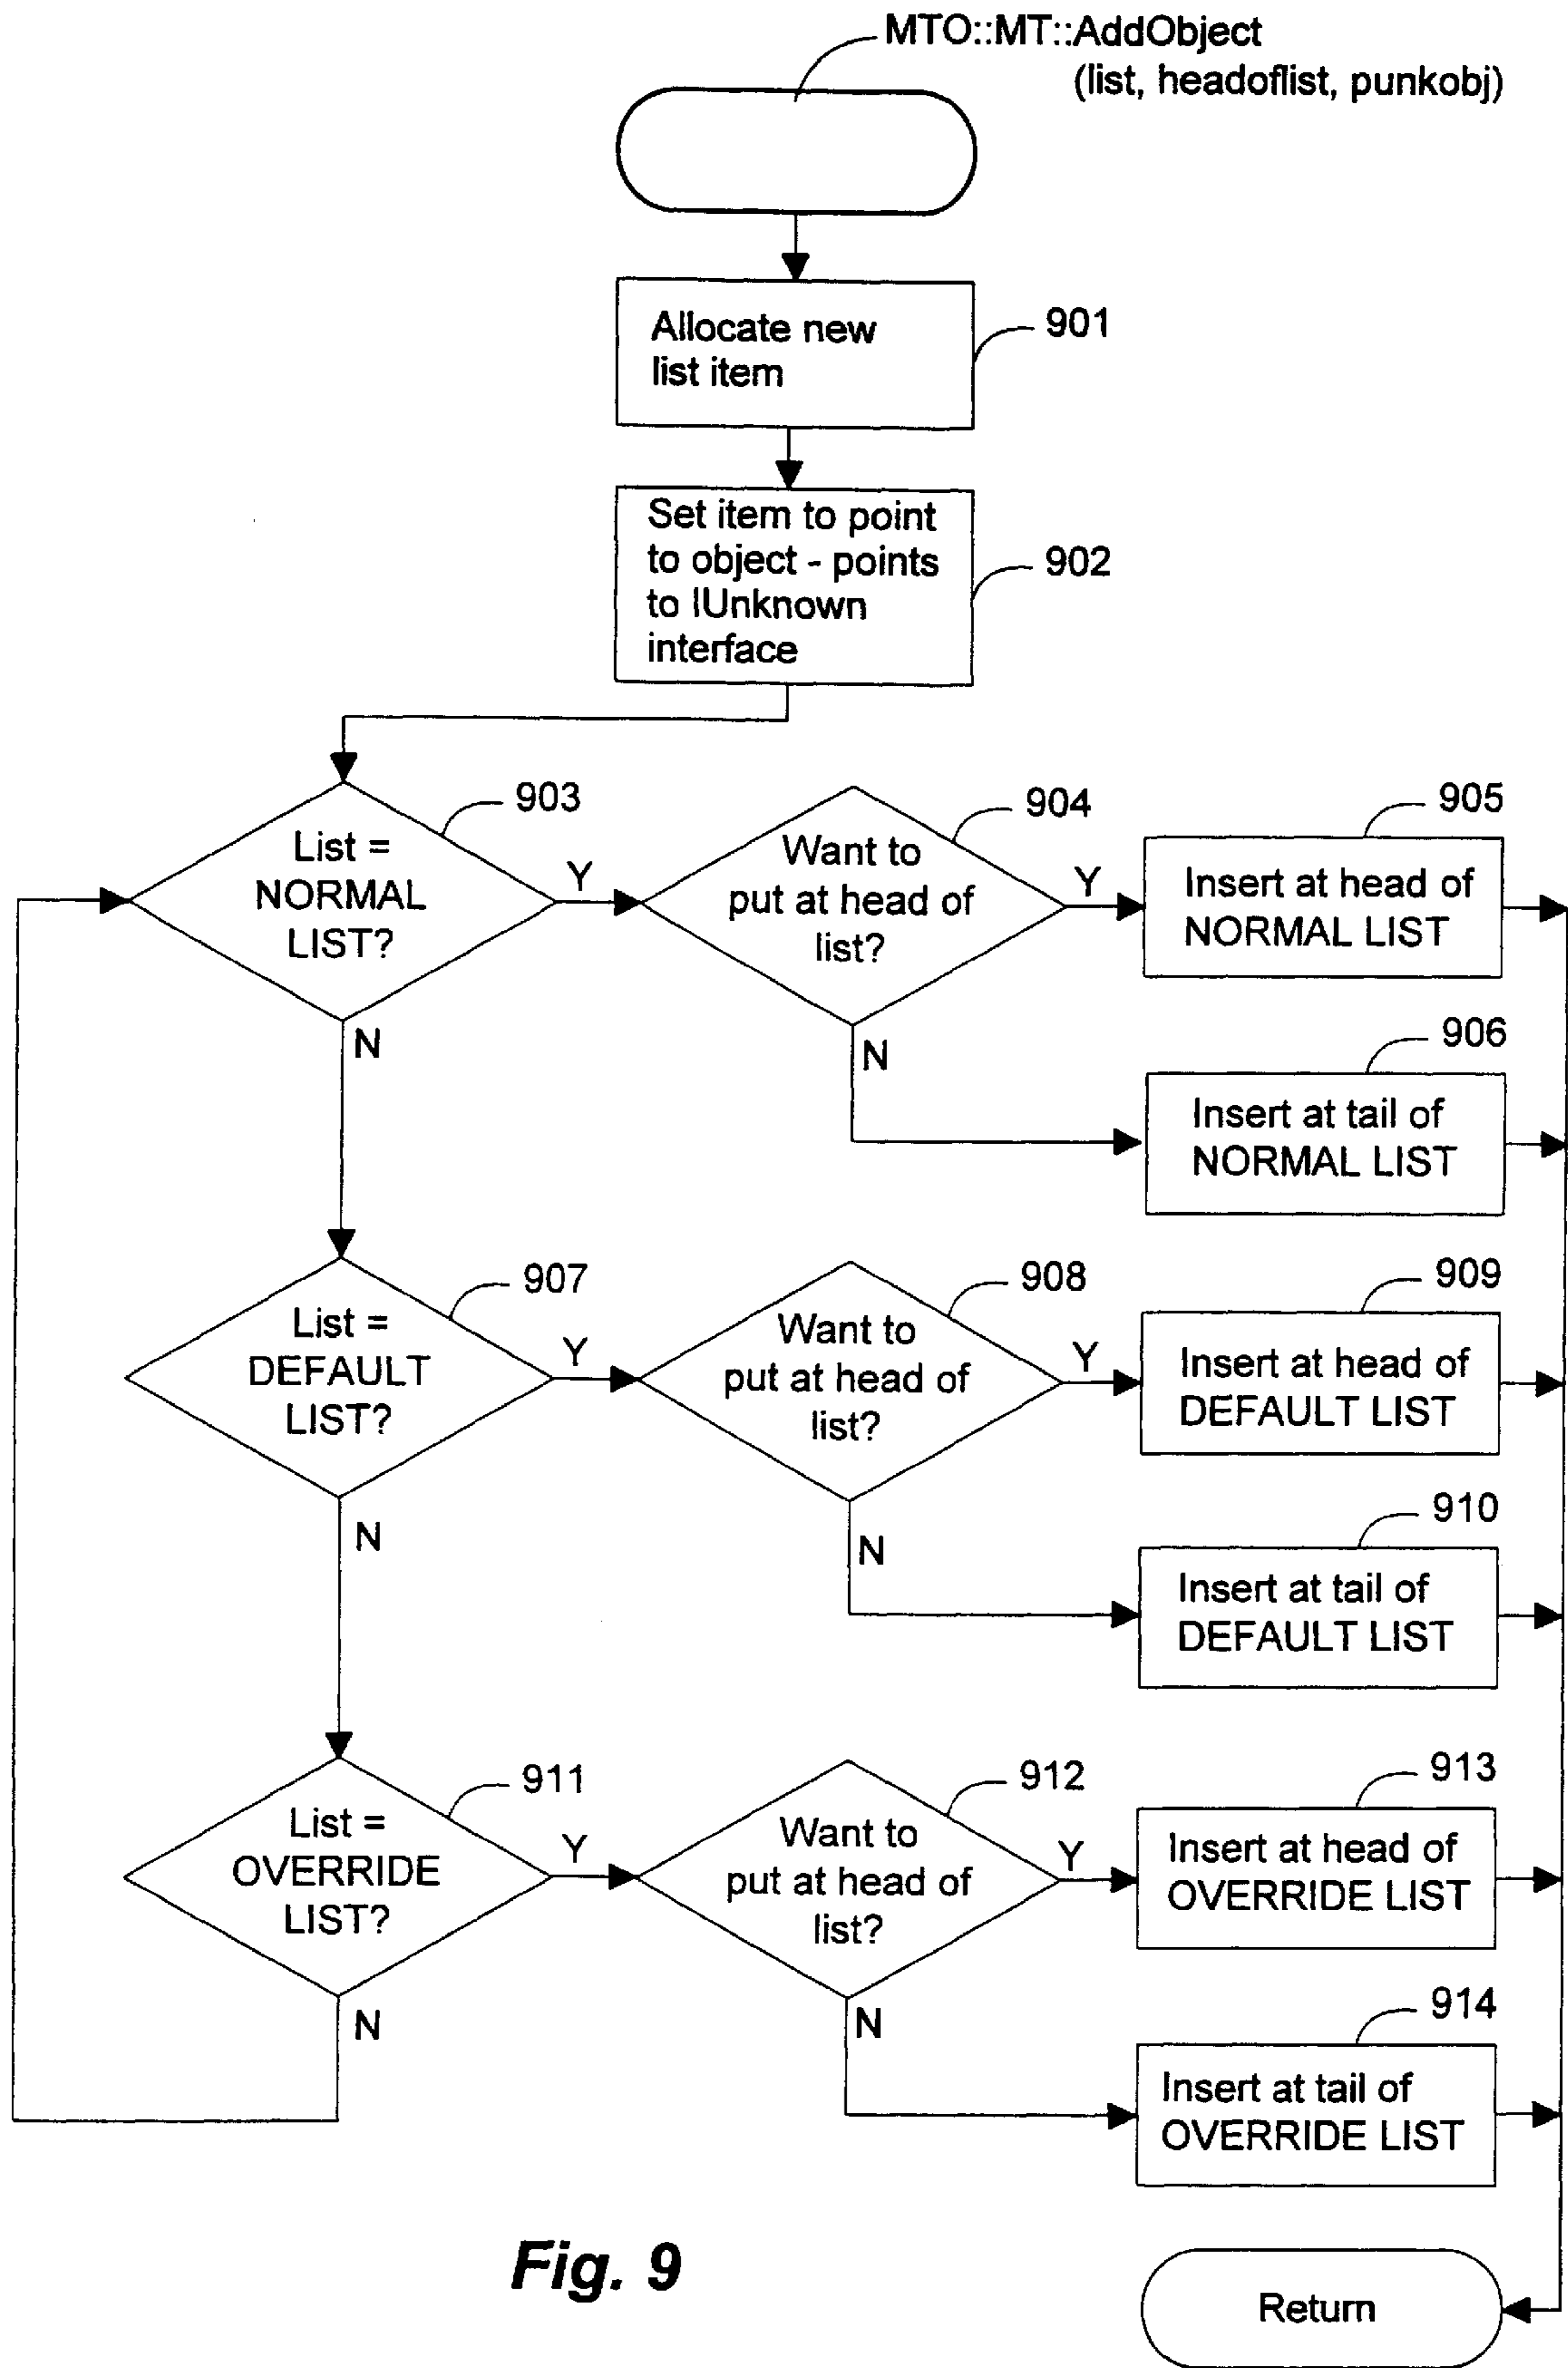 MTO::MT::AddObject
(list, headoflist, punkobj)
Allocate new
list item
901
Set item to point
to object - points
to IUnknown
interface
902
903
List =
NORMAL
LIST?
Y
N
904
Want to
put at head of
list?
Y
N
905
Insert at head of
NORMAL LIST
906
Insert at tail of
NORMAL LIST
907
List =
DEFAULT
LIST?
Y
N
908
Want to
put at head of
list?
Y
N
909
Insert at head of
DEFAULT LIST
910
Insert at tail of
DEFAULT LIST
911
List =
OVERRIDE
LIST?
Y
N
912
Want to
put at head of
list?
Y
N
913
Insert at head of
OVERRIDE LIST
914
Insert at tail of
OVERRIDE LIST
Fig. 9
Return